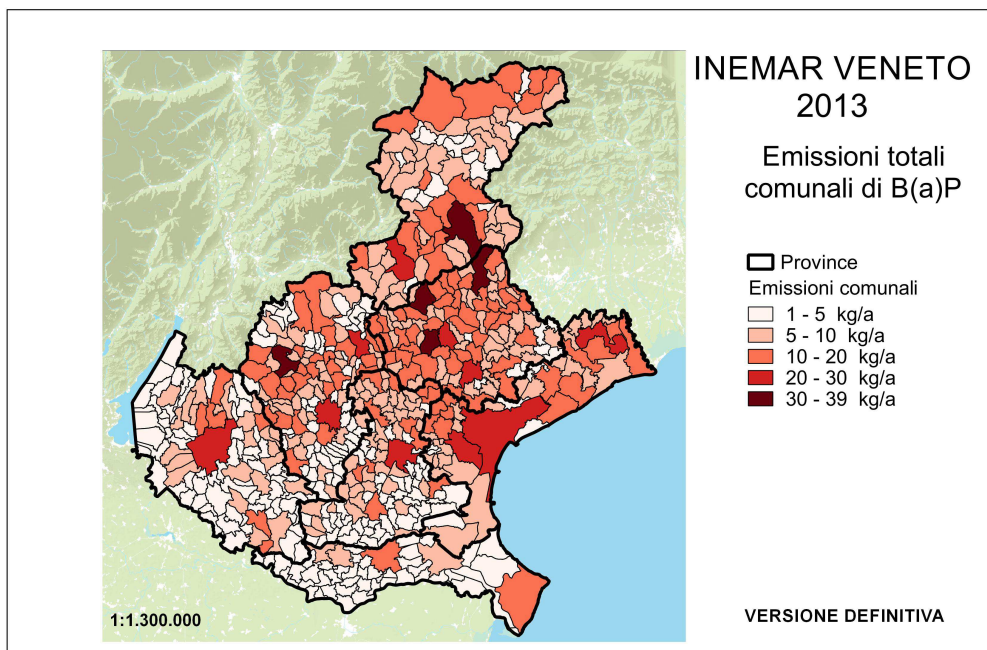 INEMAR VENETO
2013
Emissioni totali
comunali di B(a)P
Province
Emissioni comunali
1 - 5 kg/a
5 - 10 kg/a
10 - 20 kg/a
20 - 30 kg/a
30 - 39 kg/a
1:1.300.000
VERSIONE DEFINITIVA